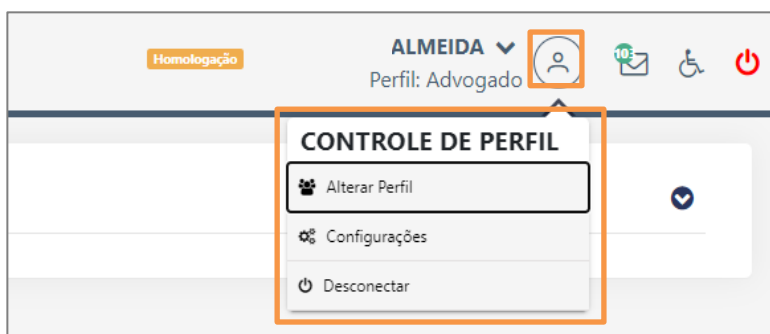 Homologação
ALMEIDA
Perfil: Advogado
10
CONTROLE DE PERFIL
Alterar Perfil
Configurações
Desconectar